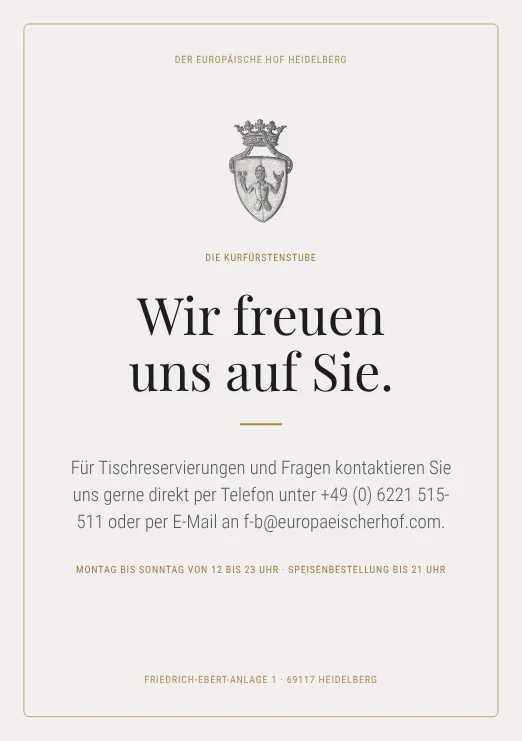 DER EUROPÄISCHE HOF HEIDELBERG
DIE KURFÜRSTENSTUBE
Wir freuen
uns auf Sie.
Für Tischreservierungen und Fragen kontaktieren Sie
uns gerne direkt per Telefon unter +49 (0) 6221 515-
511 oder per E-Mail an f-b@europaeischerhof.com.
MONTAG BIS SONNTAG VON 12 BIS 23 UHR · SPEISENBESTELLUNG BIS 21 UHR
FRIEDRICH-EBERT-ANLAGE 1 · 69117 HEIDELBERG